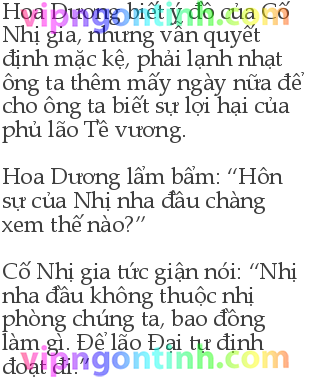 Hoa Dương biết ý đồ của Cố
Nhị gia, nhưng vẫn quyết
định mặc kệ, phải lạnh nhạt
ông ta thêm mấy ngày nữa để
cho ông ta biết sự lợi hại của
phủ lão Tề vương.
Hoa Dương lẩm bẩm: “Hôn
sự của Nhị nha đầu chàng
xem thế nào?”
Cố Nhị gia tức giận nói: “Nhị
nha đầu không thuộc nhị
phòng chúng ta, bao đồng
làm gì. Để lão Đại tự định
đoạt đi.”
vipngontinh.com
vipngontinh.com